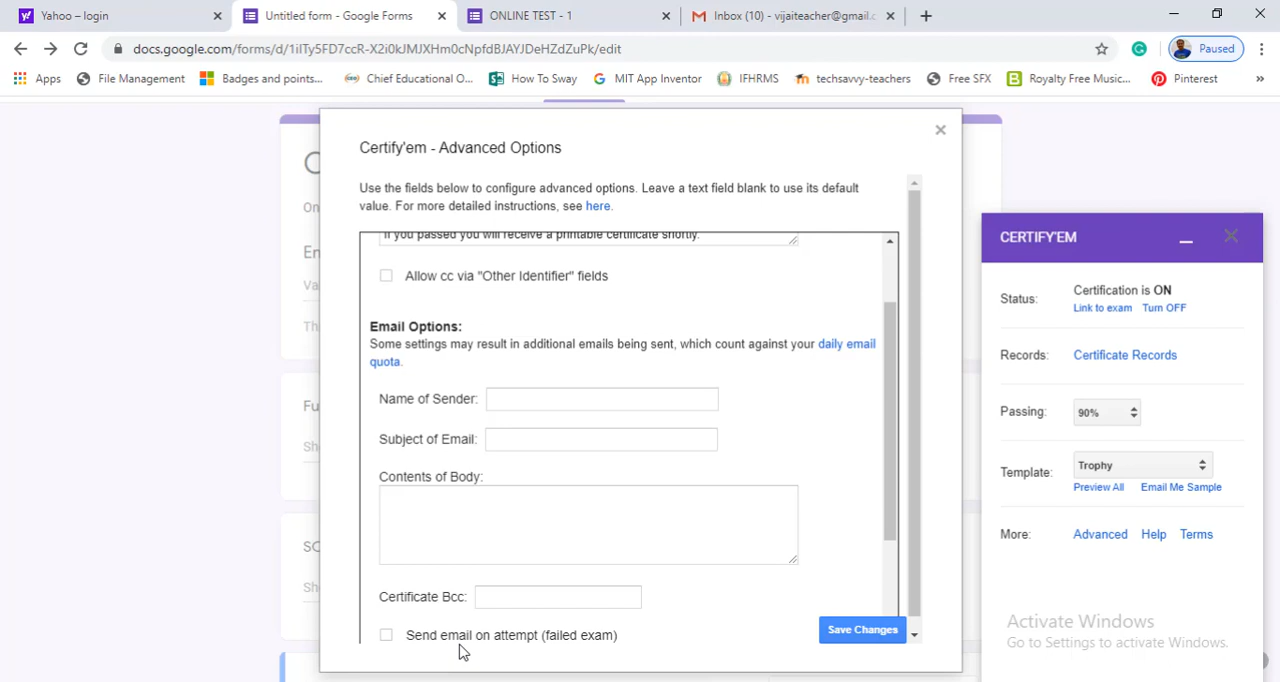 Yahoo – login
Untitled form - Google Forms
ONLINE TEST - 1
Inbox (10) - vijaiteacher@gmail.c
docs.google.com/forms/d/1iITy5FD7ccR-X2i0kJMJXHm0cNpfdBJAYJDeHZdZuPk/edit
Paused
Apps
File Management
Badges and points...
Chief Educational O...
How To Sway
MIT App Inventor
IFHRMS
techsavvy-teachers
Free SFX
Royalty Free Music...
Pinterest
»
Certify'em - Advanced Options
Use the fields below to configure advanced options. Leave a text field blank to use its default
value. For more detailed instructions, see here.
If you passed you will receive a printable certificate shortly.
Allow cc via "Other Identifier" fields
Email Options:
Some settings may result in additional emails being sent, which count against your daily email
quota.
Name of Sender:
Subject of Email:
Contents of Body:
Certificate Bcc:
Send email on attempt (failed exam)
Save Changes
CERTIFY'EM
Status:
Certification is ON
Link to exam Turn OFF
Records:
Certificate Records
Passing:
90%
Template:
Trophy
Preview All Email Me Sample
More:
Advanced Help Terms
Activate Windows
Go to Settings to activate Windows.